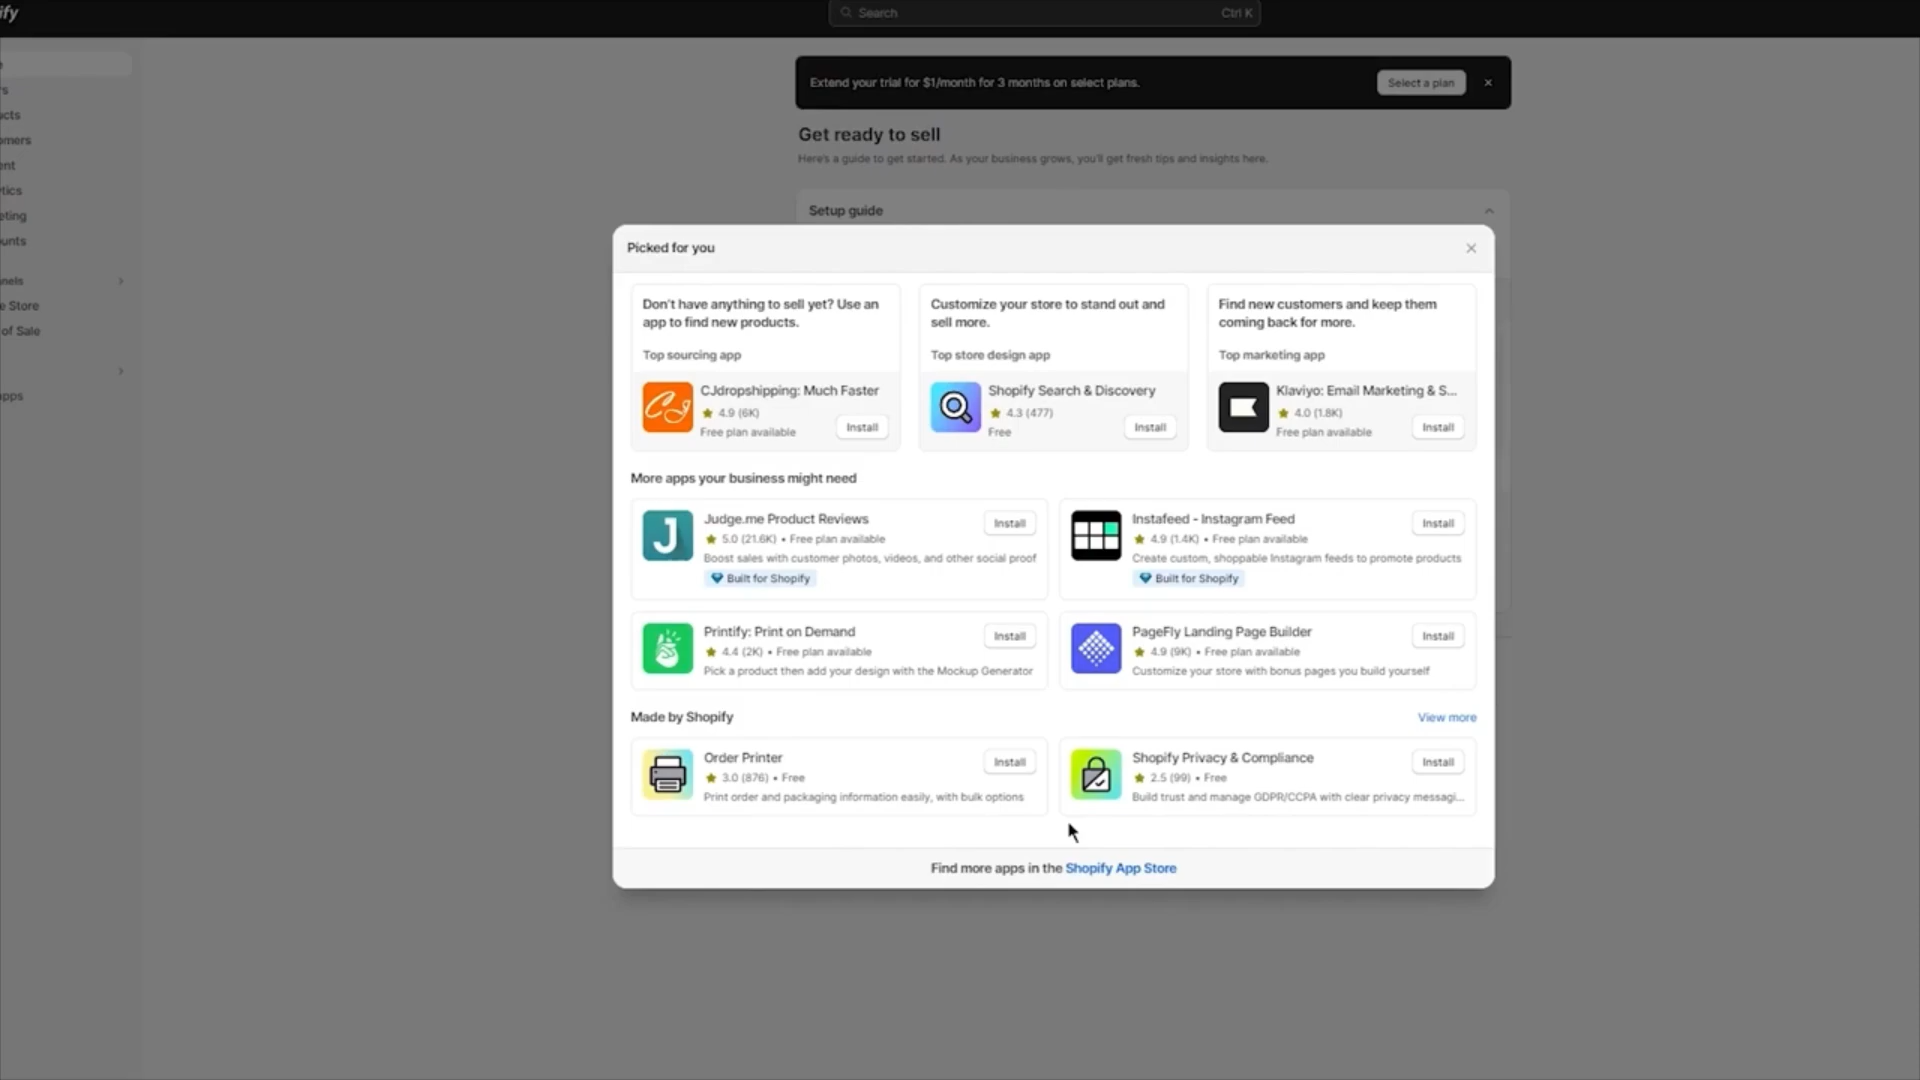 ify
Search
Ctrl K
Extend your trial for $1/month for 3 months on select plans.
Select a plan
Get ready to sell
Here's a guide to get started. As your business grows, you'll get fresh tips and insights here.
Setup guide
Picked for you
Don't have anything to sell yet? Use an
app to find new products.
Top sourcing app
CJdropshipping: Much Faster
4.9 (6K)
Free plan available
Install
Customize your store to stand out and
sell more.
Top store design app
Shopify Search & Discovery
4.3 (477)
Free
Install
Find new customers and keep them
coming back for more.
Top marketing app
Klaviyo: Email Marketing & S...
4.0 (1.8K)
Free plan available
Install
More apps your business might need
Judge.me Product Reviews
5.0 (21.6K) • Free plan available
Boost sales with customer photos, videos, and other social proof
Built for Shopify
Install
Instafeed - Instagram Feed
4.9 (1.4K) • Free plan available
Create custom, shoppable Instagram feeds to promote products
Built for Shopify
Install
Printify: Print on Demand
4.4 (2K) • Free plan available
Pick a product then add your design with the Mockup Generator
Install
PageFly Landing Page Builder
4.9 (9K) • Free plan available
Customize your store with bonus pages you build yourself
Install
Made by Shopify
View more
Order Printer
3.0 (876) • Free
Print order and packaging information easily, with bulk options
Install
Shopify Privacy & Compliance
2.5 (99) • Free
Build trust and manage GDPR/CCPA with clear privacy messagi...
Install
Find more apps in the Shopify App Store
e
rs
ucts
omers
ent
tics
eting
unts
nels
e Store
of Sale
apps